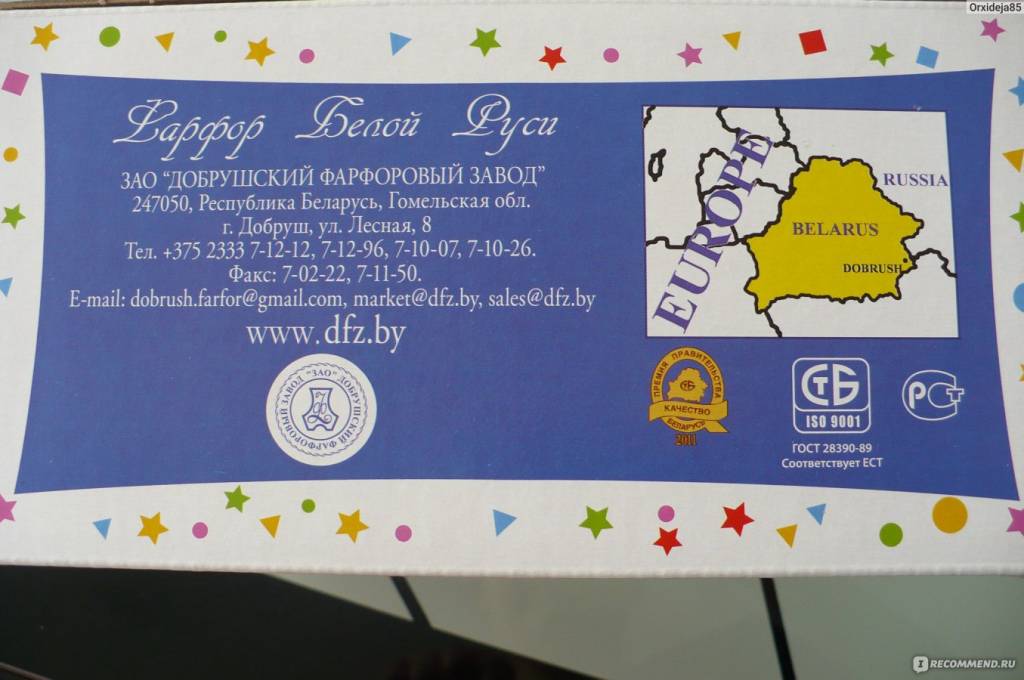 Orxideja85
Фарфор Белой Руси
ЗАО "ДОБРУШСКИЙ ФАРФОРОВЫЙ ЗАВОД"
247050, Республика Беларусь, Гомельская обл.
г. Добруш, ул. Лесная, 8
Тел. +375 2333 7-12-12, 7-12-96, 7-10-07, 7-10-26.
Факс: 7-02-22, 7-11-50.
E-mail: dobrush.farfor@gmail.com, market@dfz.by, sales@dfz.by
www.dfz.by
"ЗАО" ДОБРУШСКИЙ ФАРФОРОВЫЙ ЗАВОД
EUROPE
RUSSIA
BELARUS
DOBRUSH
ПРЕМИЯ ПРАВИТЕЛЬСТВА
СТБ
КАЧЕСТВО
БЕЛАРУСЬ
2011
СТБ
ISO 9001
ГОСТ 28390-89
Соответствует ЕСТ
РСТ
I RECOMMEND.RU